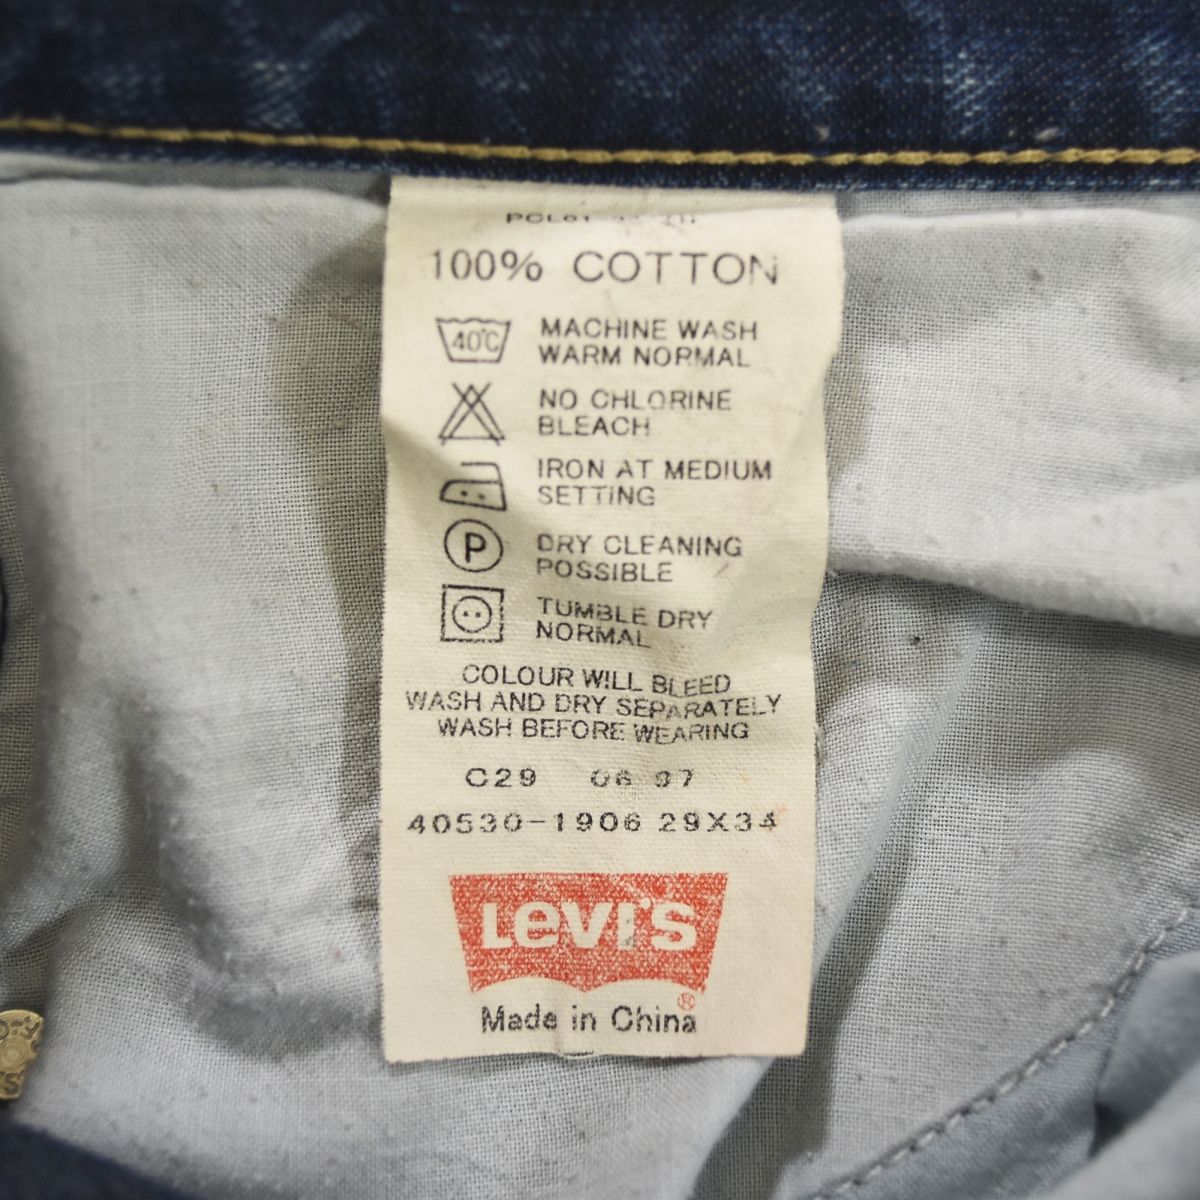 100% COTTON
40°C
MACHINE WASH
WARM NORMAL
NO CHLORINE
BLEACH
IRON AT MEDIUM
SETTING
P
DRY CLEANING
POSSIBLE
TUMBLE DRY
NORMAL
COLOUR WILL BLEED
WASH AND DRY SEPARATELY
WASH BEFORE WEARING
C29 06 97
40530-1906 29X34
LEVI'S
®
Made in China